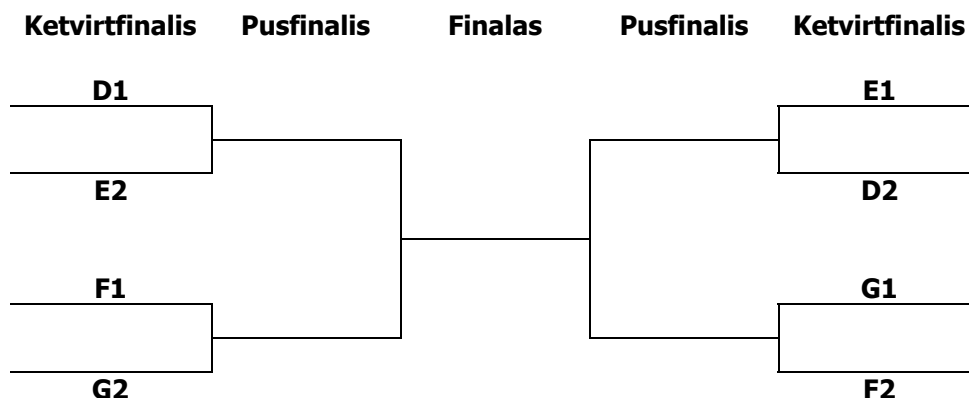 Ketvirtfinalis Pusfinalis Finalas Pusfinalis Ketvirtfinalis
D1 E1
E2 D2
F1 G1
G2 F2